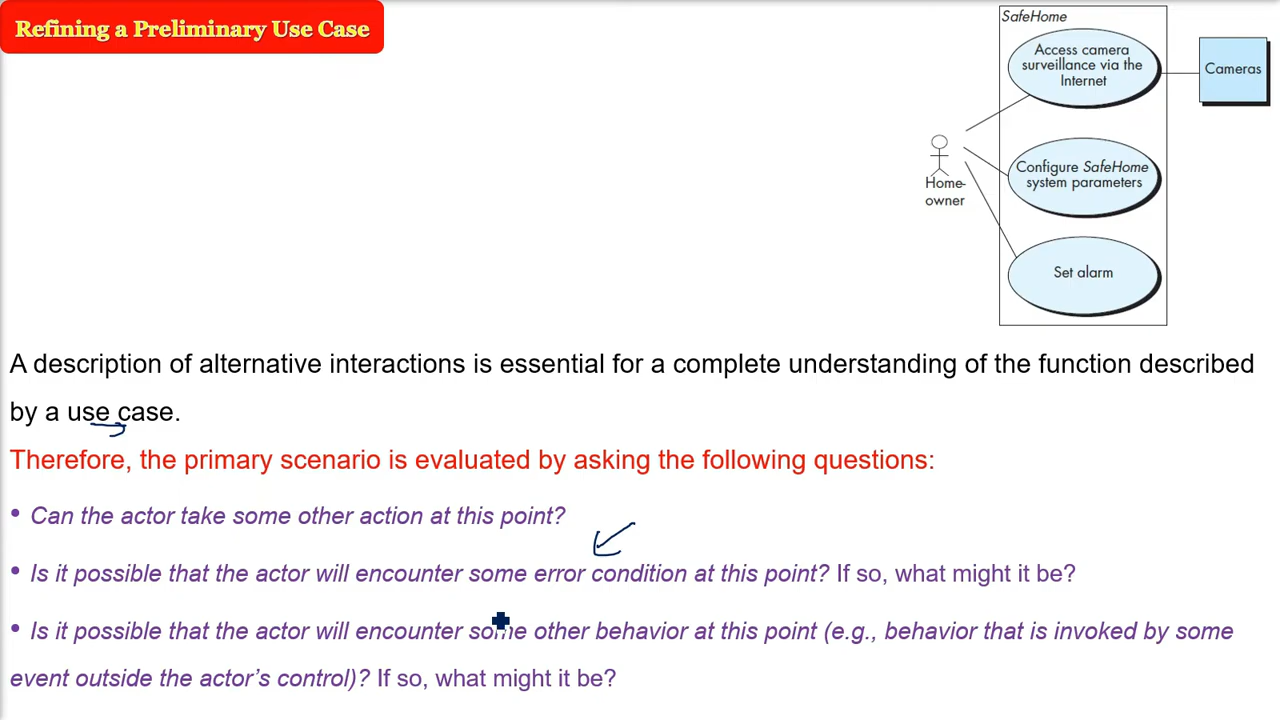 Refining a Preliminary Use Case
SafeHome
Access camera
surveillance via the
Internet
Cameras
Configure SafeHome
system parameters
Home-
owner
Set alarm
A description of alternative interactions is essential for a complete understanding of the function described
by a use case.
Therefore, the primary scenario is evaluated by asking the following questions:
• Can the actor take some other action at this point?
• Is it possible that the actor will encounter some error condition at this point? If so, what might it be?
• Is it possible that the actor will encounter some other behavior at this point (e.g., behavior that is invoked by some
event outside the actor’s control)? If so, what might it be?